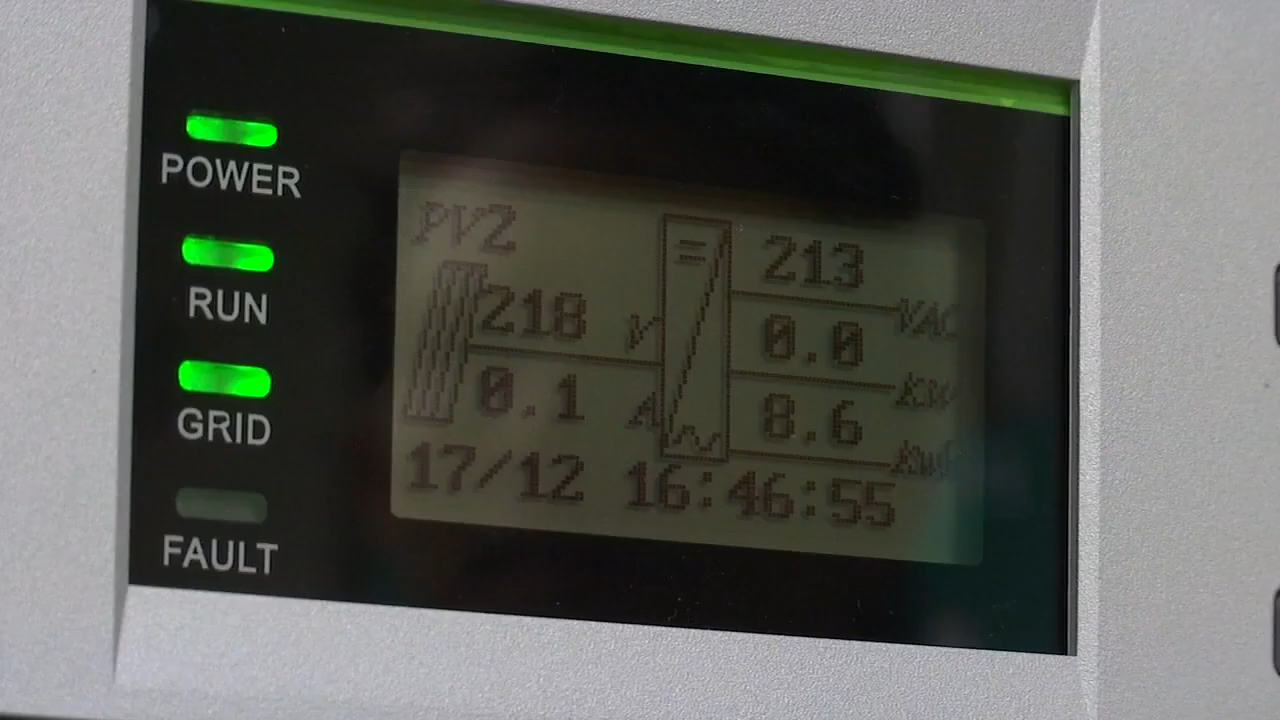 POWER
RUN
GRID
FAULT
PV2
218 V
0.1 A
213 VAC
0.0 KW
8.6
17/12 16:46:55